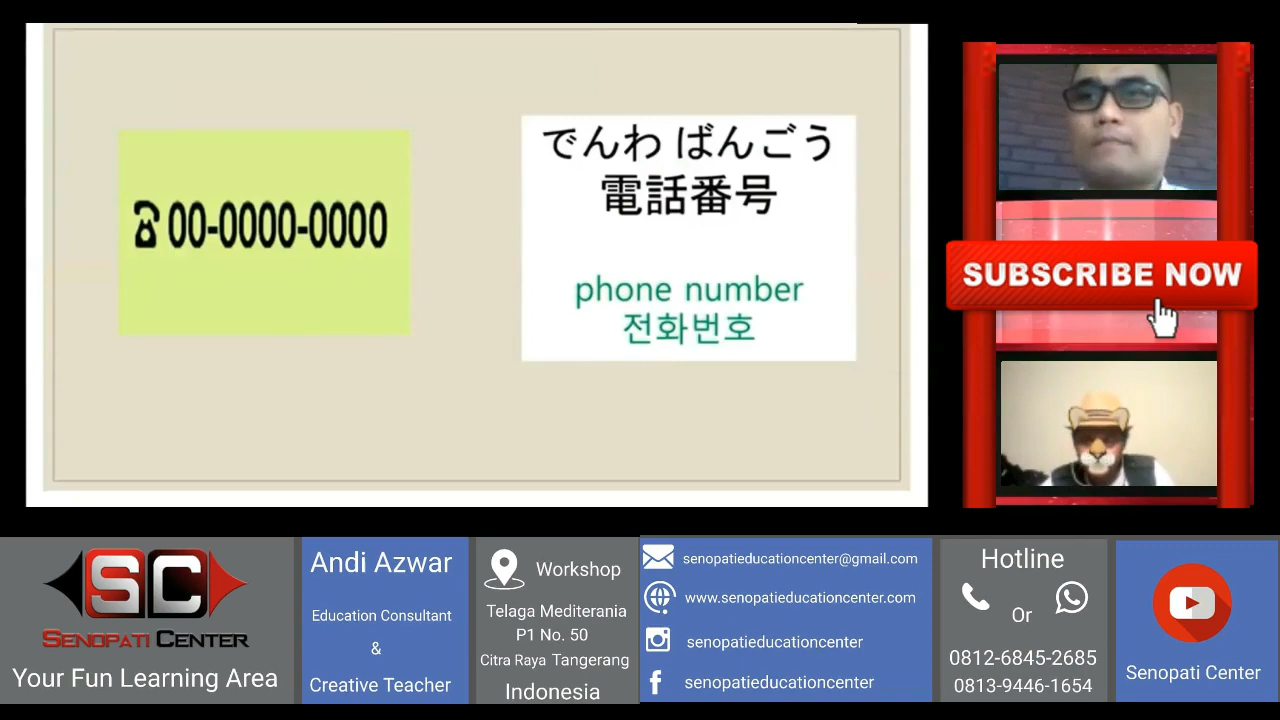 ☎00-0000-0000
でんわ ばんごう
電話番号
phone number
전화번호
SUBSCRIBE NOW
SC
SENOPATI CENTER
Your Fun Learning Area
Andi Azwar
Education Consultant
&
Creative Teacher
Workshop
Telaga Mediterania
P1 No. 50
Citra Raya Tangerang
Indonesia
senopatieducationcenter@gmail.com
www.senopatieducationcenter.com
senopatieducationcenter
senopatieducationcenter
Hotline
Or
0812-6845-2685
0813-9446-1654
Senopati Center